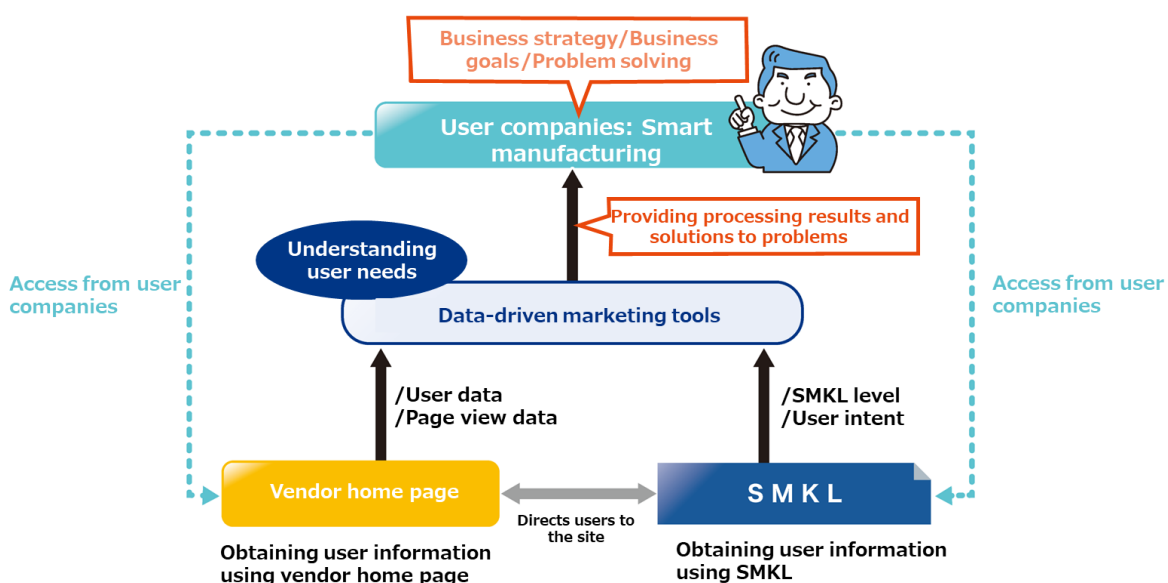 Business strategy/Business
goals/Problem solving
User companies: Smart
manufacturing
Providing processing results and
solutions to problems
Understanding
user needs
Access from user
companies
Access from user
companies
Data-driven marketing tools
/User data
/Page view data
/SMKL level
/User intent
Vendor home page
SMKL
Directs users to
the site
Obtaining user information
using vendor home page
Obtaining user information
using SMKL